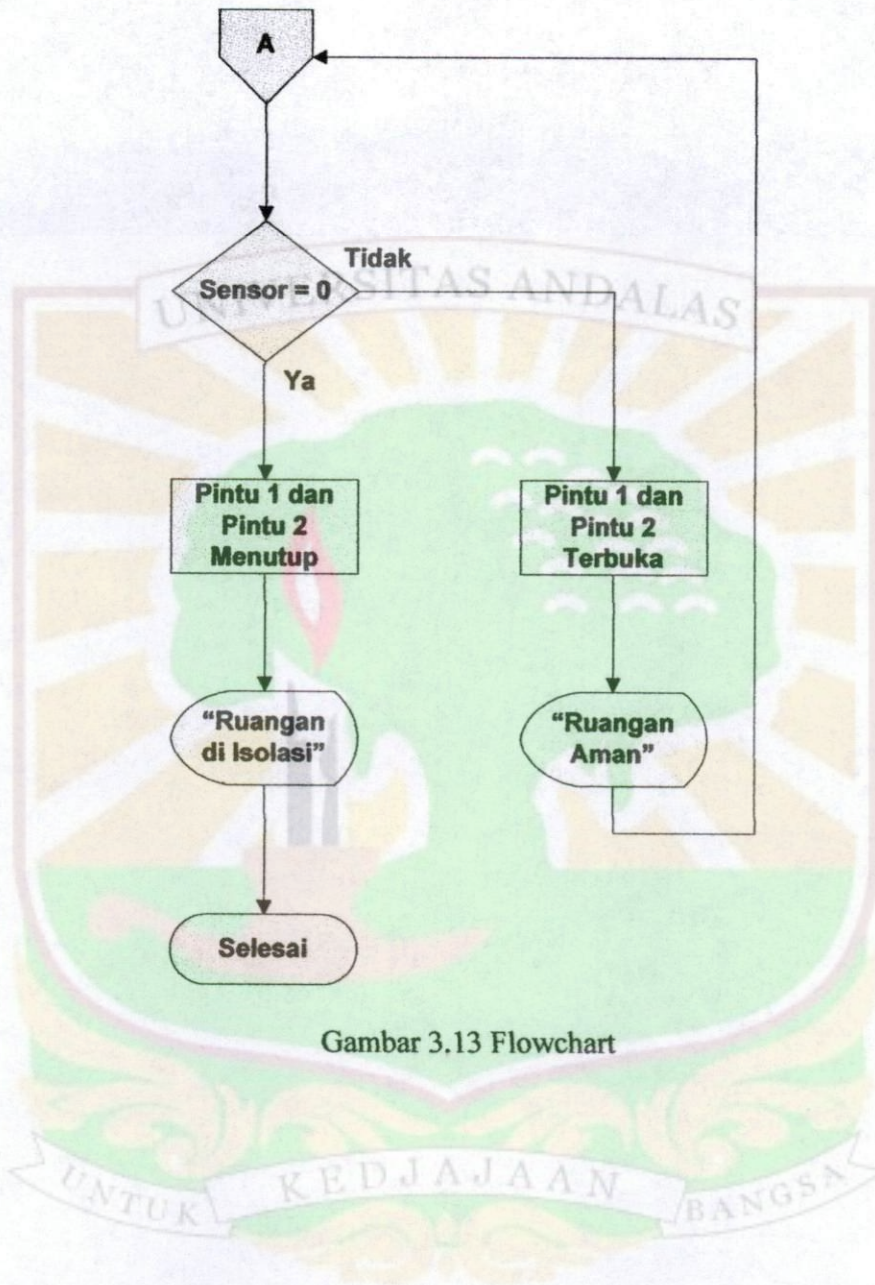 A
Tidak
Sensor = 0
UNIVERSITAS ANDALAS
Ya
Pintu 1 dan
Pintu 2
Menutup
Pintu 1 dan
Pintu 2
Terbuka
“Ruangan
di Isolasi”
“Ruangan
Aman”
Selesai
Gambar 3.13 Flowchart
UNTUK KEDJAJAAN BANGSA